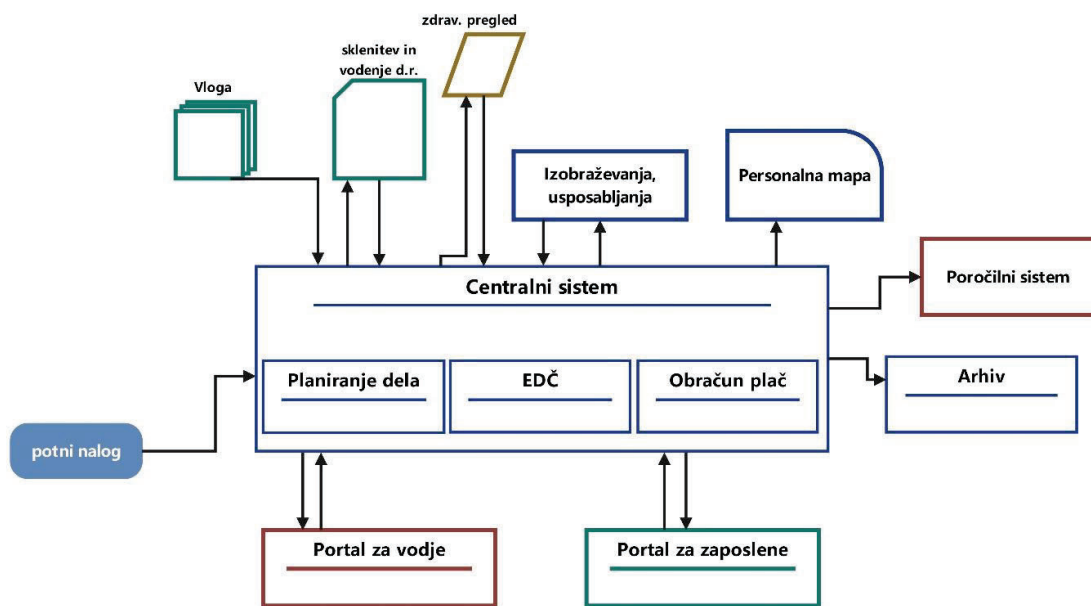 zdrav. pregled
sklenitev in
vodenje d.r.
Vloga
Izobraževanja,
usposabljanja
Personalna mapa
Poročilni sistem
Centralni sistem
Planiranje dela
EDČ
Obračun plač
Arhiv
potni nalog
Portal za vodje
Portal za zaposlene